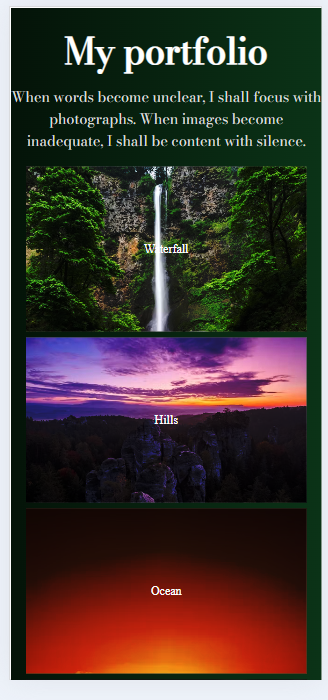 My portfolio
When words become unclear, I shall focus with
photographs. When images become
inadequate, I shall be content with silence.
Waterfall
Hills
Ocean